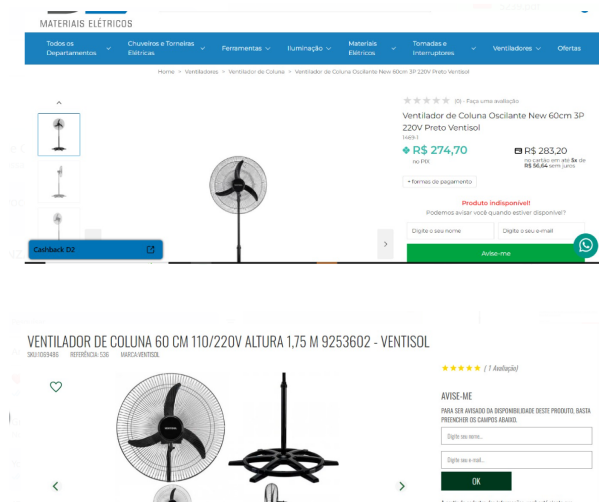 MATERIAIS ELÉTRICOS
Todos os Departamentos
Chuveiros e Torneiras Elétricas
Ferramentas
Iluminação
Materiais Elétricos
Tomadas e Interruptores
Ventiladores
Ofertas
Home > Ventiladores > Ventilador de Coluna > Ventilador de Coluna Oscilante New 60cm 3P 220V Preto Ventisol
(0) - Faça uma avaliação
Ventilador de Coluna Oscilante New 60cm 3P
220V Preto Ventisol
R$ 274,70
no PIX
R$ 283,20
no cartão em até 5x de
R$ 56,64 sem juros
+ formas de pagamento
Produto indisponível!
Podemos avisar você quando estiver disponível?
Digite o seu nome
Digite o seu e-mail
Avise-me
Cashback D2
VENTILADOR DE COLUNA 60 CM 110/220V ALTURA 1,75 M 9253602 - VENTISOL
SKU:1069486 REFERÊNCIA: 536 MARCA:VENTISOL
( 1 Avaliação)
AVISE-ME
PARA SER AVISADO DA DISPONIBILIDADE DESTE PRODUTO, BASTA
PREENCHER OS CAMPOS ABAIXO.
Digite seu nome...
Digite seu e-mail...
OK